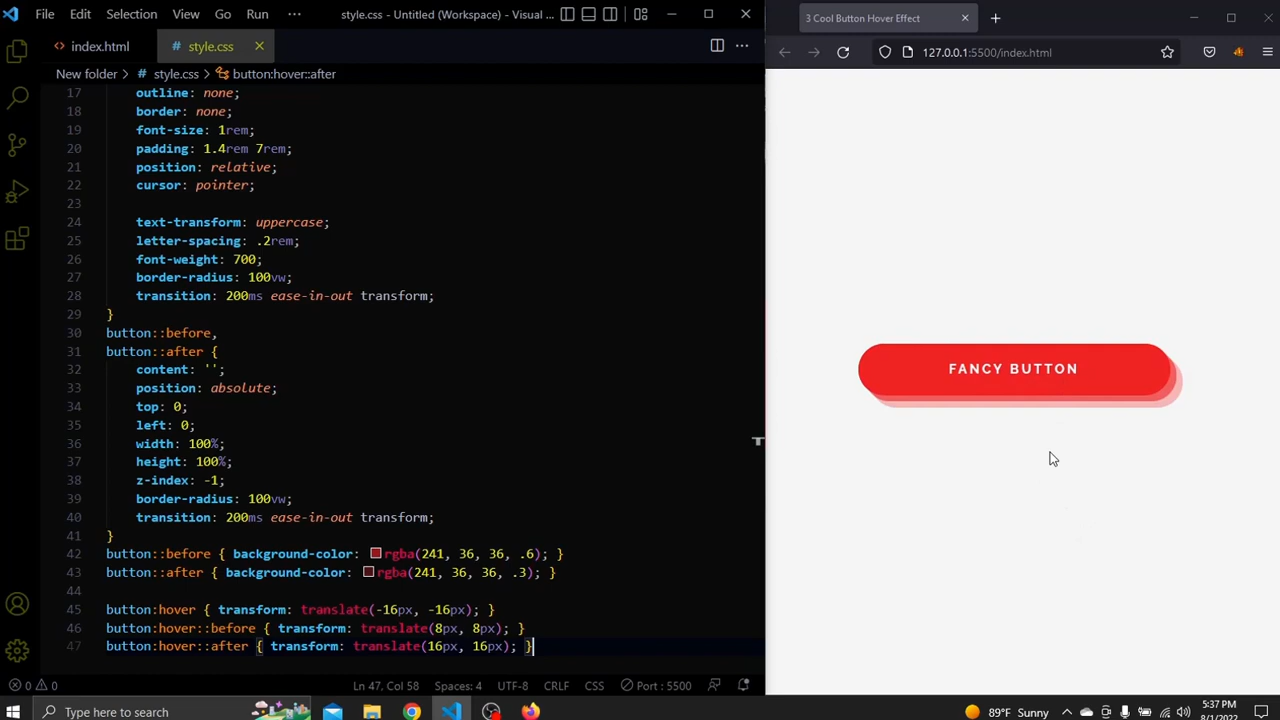 File Edit Selection View Go Run ··· style.css - Untitled (Workspace) - Visual ...
index.html # style.css
New folder > # style.css > button:hover::after
17 outline: none;
18 border: none;
19 font-size: 1rem;
20 padding: 1.4rem 7rem;
21 position: relative;
22 cursor: pointer;
23
24 text-transform: uppercase;
25 letter-spacing: .2rem;
26 font-weight: 700;
27 border-radius: 100vw;
28 transition: 200ms ease-in-out transform;
29 }
30 button::before,
31 button::after {
32 content: '';
33 position: absolute;
34 top: 0;
35 left: 0;
36 width: 100%;
37 height: 100%;
38 z-index: -1;
39 border-radius: 100vw;
40 transition: 200ms ease-in-out transform;
41 }
42 button::before { background-color: rgba(241, 36, 36, .6); }
43 button::after { background-color: rgba(241, 36, 36, .3); }
44
45 button:hover { transform: translate(-16px, -16px); }
46 button:hover::before { transform: translate(8px, 8px); }
47 button:hover::after { transform: translate(16px, 16px); }
0 0 Ln 47, Col 58 Spaces: 4 UTF-8 CRLF CSS Port : 5500
3 Cool Button Hover Effect
127.0.0.1:5500/index.html
FANCY BUTTON
Type here to search
89°F Sunny
5:37 PM
8/1/2022